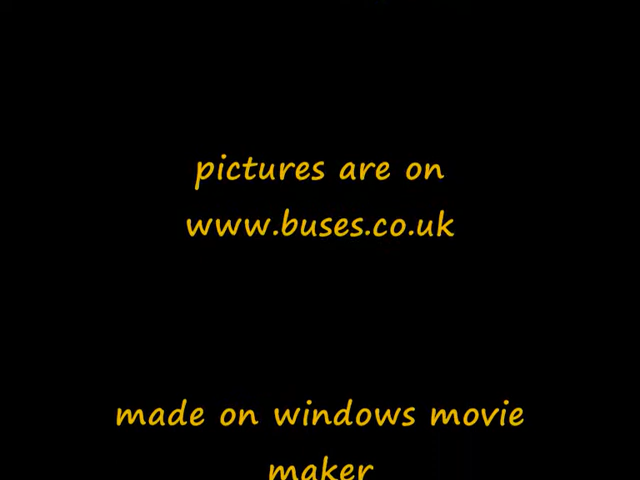 pictures are on
www.buses.co.uk
made on windows movie
maker